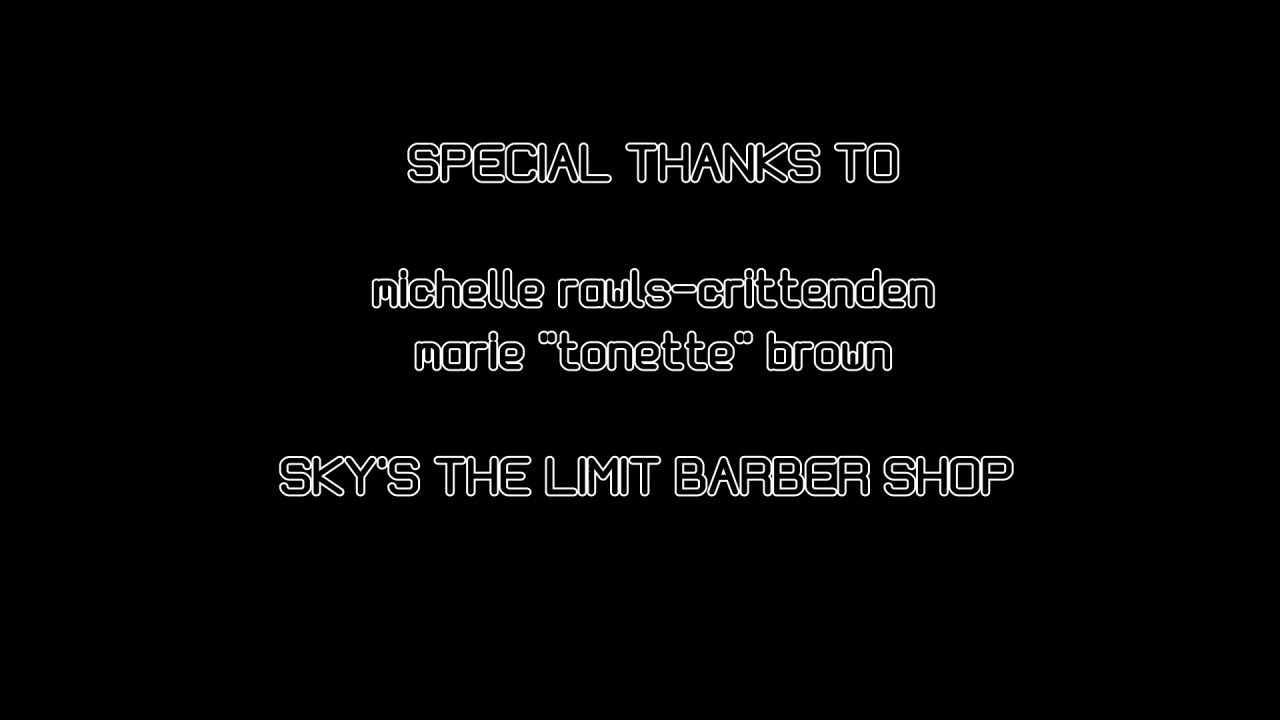 SPECIAL THANKS TO
michelle rawls-crittenden
marie "tonette" brown
SKY'S THE LIMIT BARBER SHOP